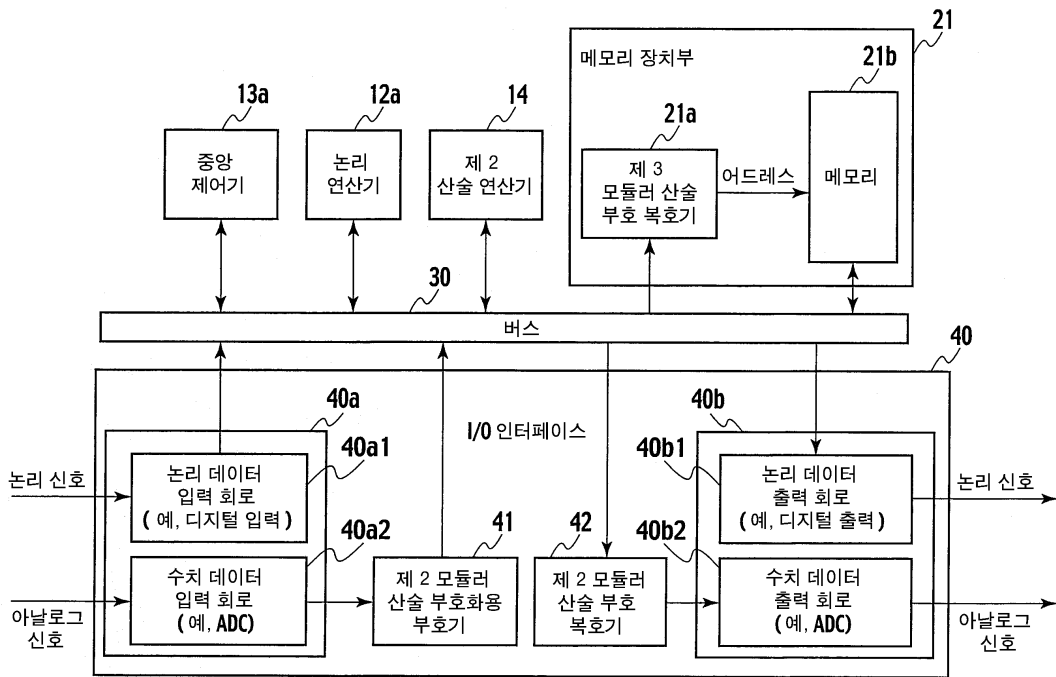 21
메모리 장치부
21b
13a
12a
14
21a
중앙
제어기
논리
연산기
제 2
산술 연산기
제 3
모듈러 산술
부호 복호기
어드레스
메모리
30
버스
40
40a
I/O 인터페이스
40b
40a1
40b1
논리 신호
논리 데이터
입력 회로
(예, 디지털 입력)
논리 데이터
출력 회로
(예, 디지털 출력)
논리 신호
40a2
41
42
40b2
수치 데이터
입력 회로
(예, ADC)
제 2 모듈러
산술 부호화용
부호기
제 2 모듈러
산술 부호
복호기
수치 데이터
출력 회로
(예, ADC)
아날로그
신호
아날로그
신호